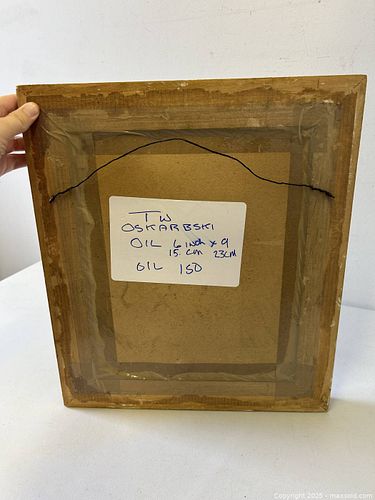 TW
OSKARBSKI
OIL 6 inch x 9
15 cm 23cm
OIL 150
Copyright 2025 - maxsold.com